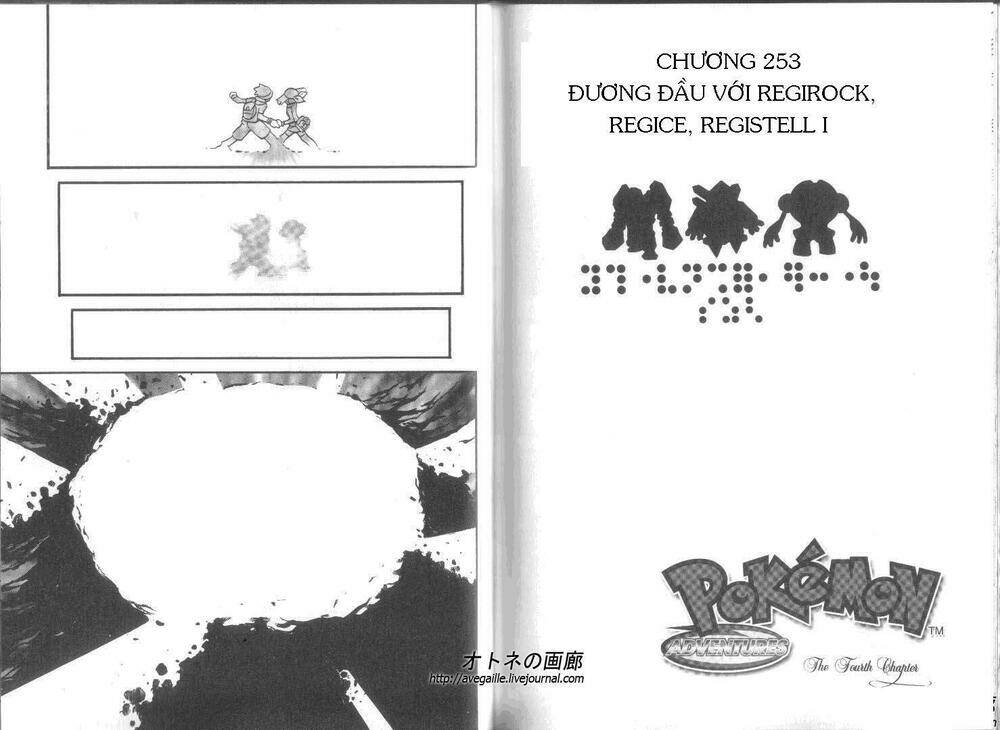 CHƯƠNG 253
ĐƯƠNG ĐẦU VỚI REGIROCK,
REGICE, REGISTELL I
POKéMON
TM
ADVENTURES
The Fourth Chapter
オトネの画廊
http://avegaille.livejournal.com/